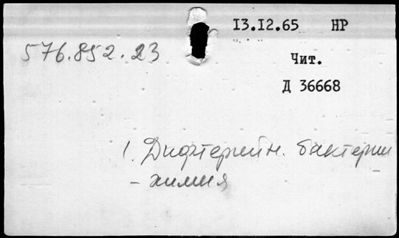 13.12.65 НР
576.852.23
Чит.
Д 36668
1. Дифтерийн. бактерии
- химия